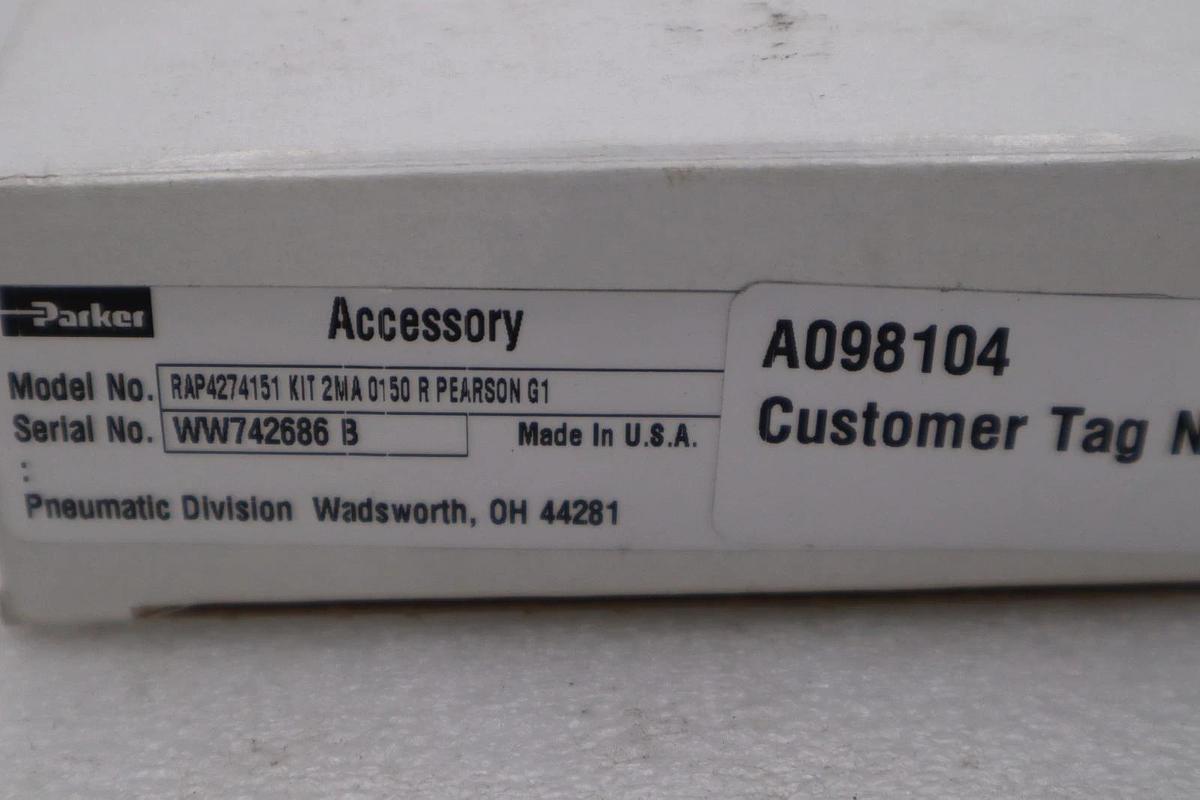 Parker
Accessory
Model No. RAP4274151 KIT 2MA 0150 R PEARSON G1
Serial No. WW742686 B
Made In U.S.A.
:
Pneumatic Division Wadsworth, OH 44281
A098104
Customer Tag N